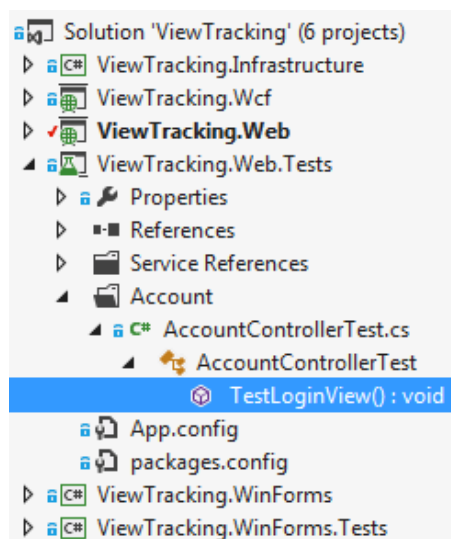 Solution 'ViewTracking' (6 projects)
C# ViewTracking.Infrastructure
ViewTracking.Wcf
ViewTracking.Web
ViewTracking.Web.Tests
Properties
References
Service References
Account
C# AccountControllerTest.cs
AccountControllerTest
TestLoginView() : void
App.config
packages.config
C# ViewTracking.WinForms
C# ViewTracking.WinForms.Tests